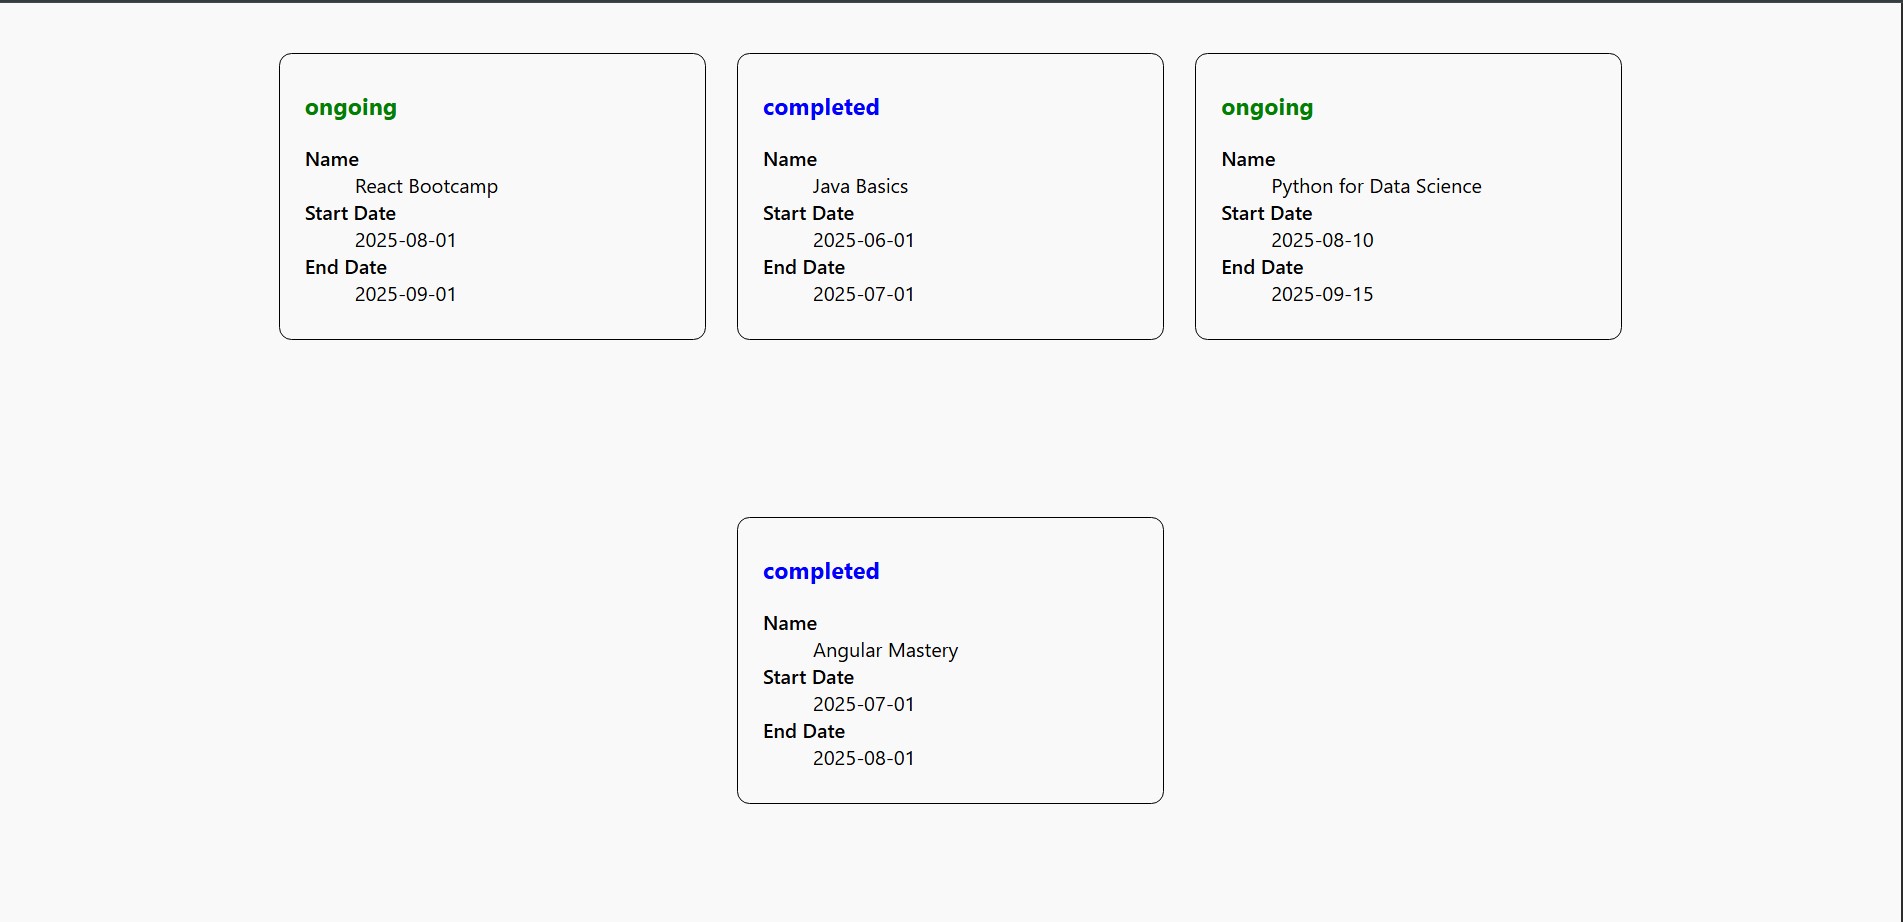 ongoing
Name
React Bootcamp
Start Date
2025-08-01
End Date
2025-09-01
completed
Name
Java Basics
Start Date
2025-06-01
End Date
2025-07-01
ongoing
Name
Python for Data Science
Start Date
2025-08-10
End Date
2025-09-15
completed
Name
Angular Mastery
Start Date
2025-07-01
End Date
2025-08-01